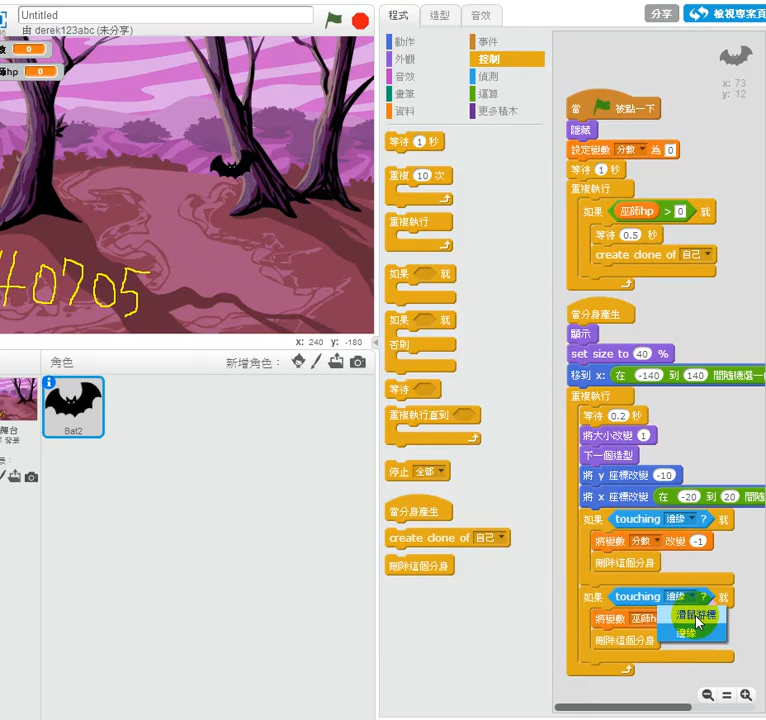 Untitled
由 derek123abc (未分享)
數 0
師hp 0
40705
x: 240 y: -180
角色
新增角色：
舞台
Bat2
程式
造型
音效
動作
事件
外觀
控制
音效
偵測
畫筆
運算
資料
更多積木
等待 1 秒
重複 10 次
重複執行
如果 就
如果 就
否則
等待
重複執行直到
停止 全部
當分身產生
create clone of 自己
刪除這個分身
分享
檢視專案頁
x: 73
y: 12
當 被點一下
隱藏
設定變數 分數 為 0
等待 1 秒
重複執行
如果 巫師hp > 0 就
等待 0.5 秒
create clone of 自己
當分身產生
顯示
set size to 40 %
移到 x: 在 -140 到 140 間隨機選一
重複執行
等待 0.2 秒
將大小改變 1
下一個造型
將 y 座標改變 -10
將 x 座標改變 在 -20 到 20 間隨
如果 touching 邊緣 ? 就
將變數 分數 改變 -1
刪除這個分身
如果 touching 邊緣 ? 就
滑鼠游標
將變數 巫師h
邊緣
刪除這個分身